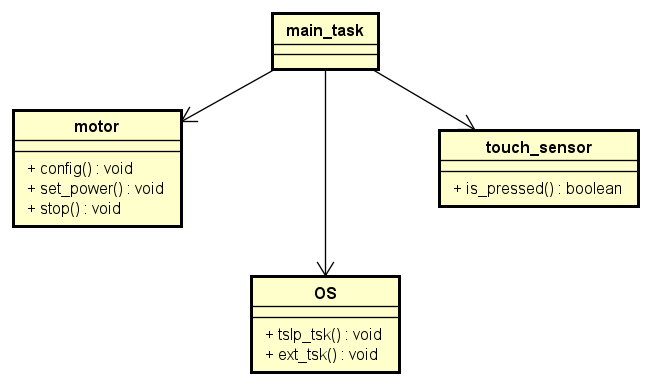 main_task
motor
+ config() : void
+ set_power() : void
+ stop() : void
touch_sensor
+ is_pressed() : boolean
OS
+ tslp_tsk() : void
+ ext_tsk() : void